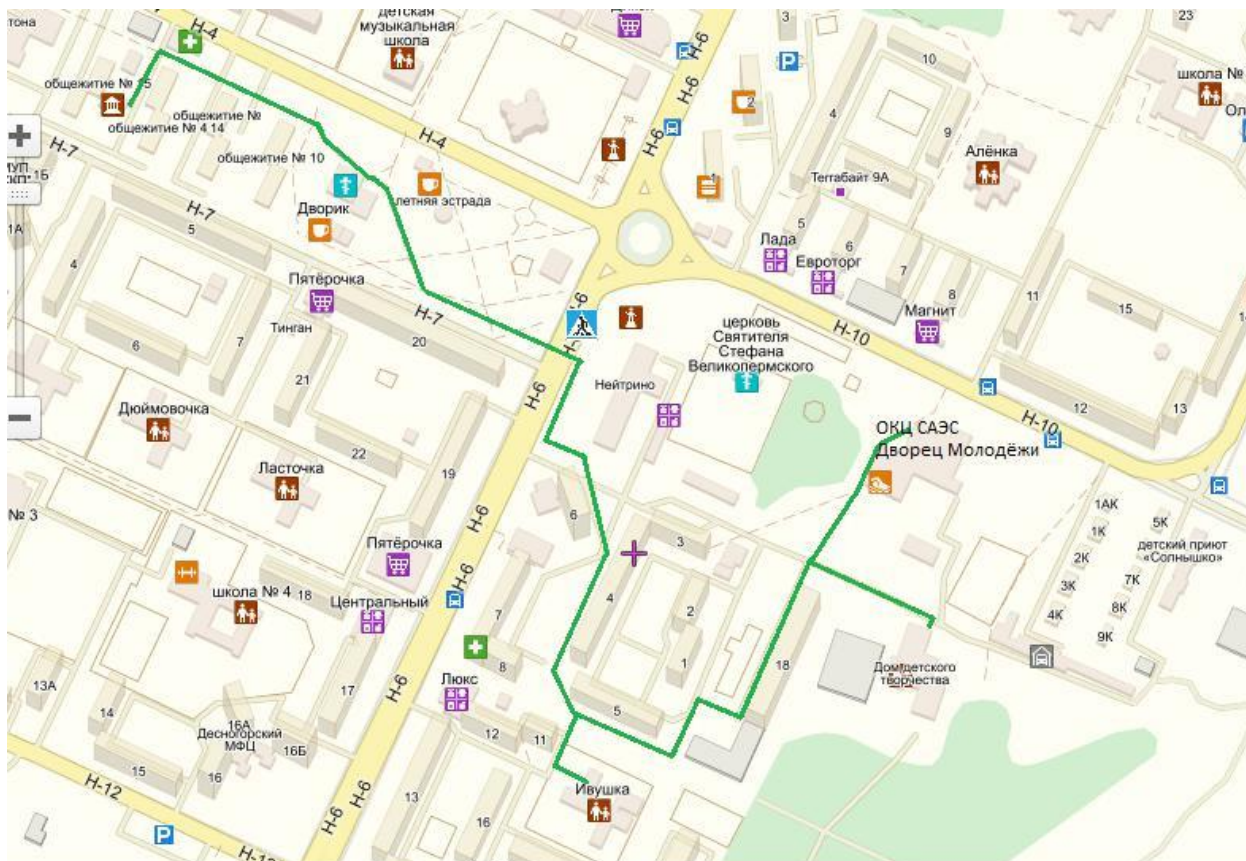 Н-4
детская
музыкальная
школа
Н-6
3
10
23
школа №
общежитие № 15
общежитие №
общежитие № 4 14
Н-4
Н-6
2
4
9
Алёнка
Н-7
общежитие № 10
1
Теггабайт 9А
1Б
летняя эстрада
Дворик
Н-7
5
1А
4
5
6
Лада
Евроторг
7
8
11
15
Пятёрочка
Тинган
Н-7
20
6
7
21
Магнит
Н-10
церковь
Святителя
Стефана
Великопермского
Нейтрино
Н-6
12
13
Н-10
Дюймовочка
22
19
Ласточка
ОКЦ САЭС
Дворец Молодёжи
№ 3
Н-6
6
3
1АК
1К
5К
2К
детский приют
«Солнышко»
3К
7К
4К
8К
9К
Пятёрочка
Н-6
школа № 4
18
Центральный
7
4
2
1
18
8
Люкс
Дом детского
творчества
13А
17
Н-6
14
16А
Десногорский
МФЦ
16Б
15
16
5
12
11
Н-12
Н-6
Н-6
13
16
Ивушка